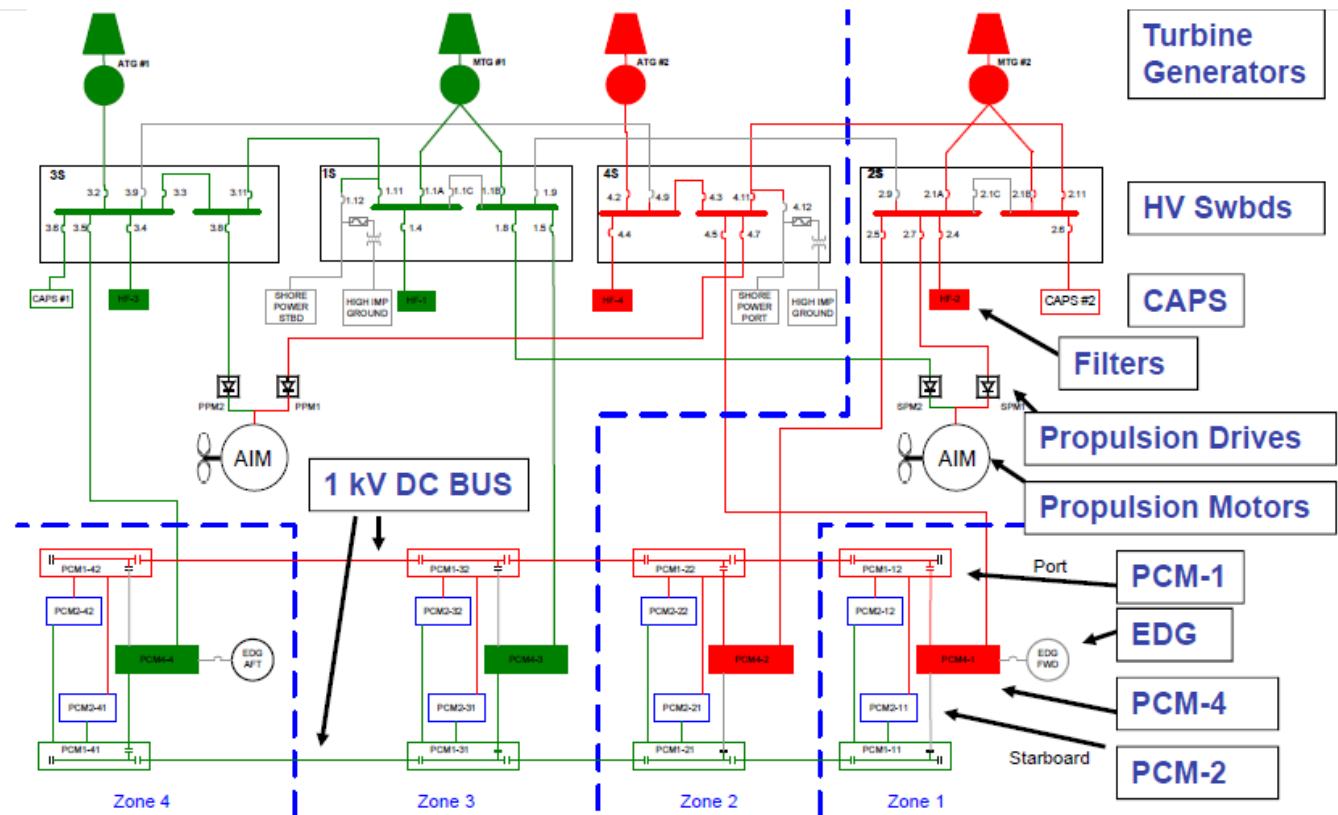 ATG #1
MTG #1
ATG #2
MTG #2
Turbine
Generators
3S
3.2
3.9
3.3
3.11
3.6
3.5
3.4
3.8
1S
1.12
1.11
1.1A
1.1C
1.1B
1.9
1.4
1.8
1.5
4S
4.2
4.9
4.3
4.11
4.12
4.4
4.5
4.7
2S
2.9
2.1A
2.1C
2.1B
2.11
2.5
2.7
2.4
2.6
HV Swbds
CAPS #1
HF-3
SHORE
POWER
STBD
HIGH IMP
GROUND
HF-1
HF-4
SHORE
POWER
PORT
HIGH IMP
GROUND
HF-2
CAPS #2
CAPS
Filters
PPM2
PPM1
SPM2
SPM1
Propulsion Drives
AIM
AIM
Propulsion Motors
1 kV DC BUS
PCM1-42
PCM1-32
PCM1-22
PCM1-12
Port
PCM-1
PCM2-42
PCM2-32
PCM2-22
PCM2-12
EDG
PCM4-4
EDG
AFT
PCM4-3
PCM4-2
PCM4-1
EDG
FWD
PCM-4
PCM2-41
PCM2-31
PCM2-21
PCM2-11
PCM1-41
PCM1-31
PCM1-21
PCM1-11
Starboard
PCM-2
Zone 4
Zone 3
Zone 2
Zone 1